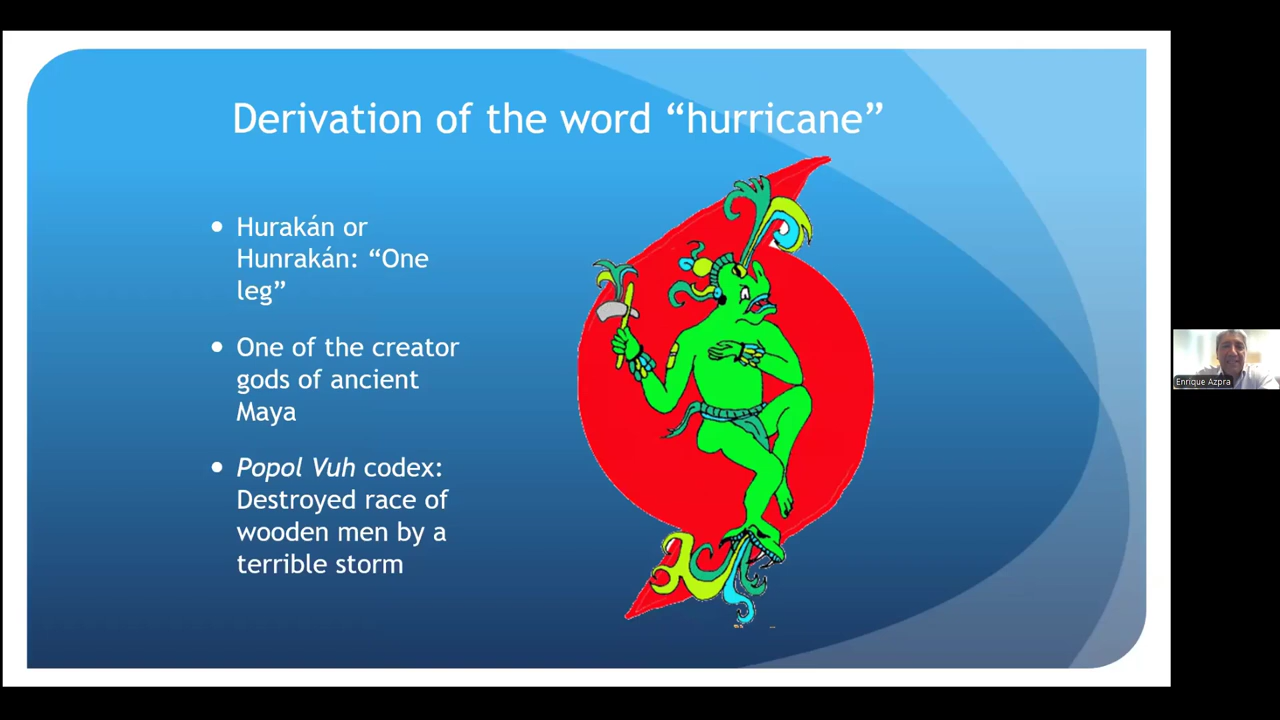 Derivation of the word “hurricane”
• Hurakán or
Hunrakán: “One
leg”
• One of the creator
gods of ancient
Maya
• Popol Vuh codex:
Destroyed race of
wooden men by a
terrible storm
Enrique Azpra